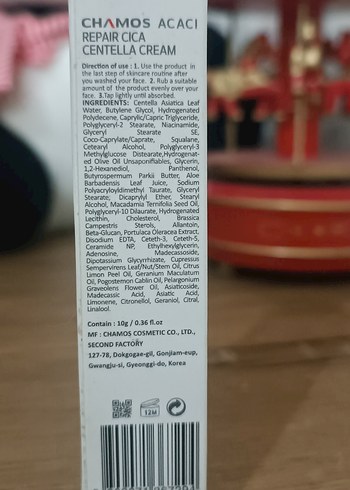 CHAMOS ACACI
REPAIR CICA
CENTELLA CREAM
Direction of use : 1. Use the product in
the last step of skincare routine after
you washed your face. 2. Rub a suitable
amount of the product evenly over your
face. 3.Tap lightly until absorbed.
INGREDIENTS: Centella Asiatica Leaf
Water, Butylene Glycol, Hydrogenated
Polydecene, Caprylic/Capric Triglyceride,
Polyglyceryl-2 Stearate, Niacinamide,
Glyceryl Stearate SE,
Coco-Caprylate/Caprate, Squalane,
Cetearyl Alcohol, Polyglyceryl-3
Methylglucose Distearate,Hydrogenat-
ed Olive Oil Unsaponifiables, Glycerin,
1,2-Hexanediol, Panthenol,
Butyrospermum Parkii Butter, Aloe
Barbadensis Leaf Juice, Sodium
Polyacryloyldimethyl Taurate, Glyceryl
Stearate; Dicaprylyl Ether, Stearyl
Alcohol, Macadamia Ternifolia Seed Oil,
Polyglyceryl-10 Dilaurate, Hydrogenated
Lecithin, Cholesterol, Brassica
Campestris Sterols, Allantoin,
Beta-Glucan, Portulaca Oleracea Extract,
Disodium EDTA, Ceteth-3, Ceteth-5,
Ceramide NP, Ethylhexylglycerin,
Adenosine, Madecassoside,
Dipotassium Glycyrrhizate, Cupressus
Sempervirens Leaf/Nut/Stem Oil, Citrus
Limon Peel Oil, Geranium Maculatum
Oil, Pogostemon Cablin Oil, Pelargonium
Graveolens Flower Oil, Asiaticoside,
Madecassic Acid, Asiatic Acid,
Limonene, Citronellol, Geraniol, Citral,
Linalool.
Contain : 10g / 0.36 fl.oz
MF : CHAMOS COSMETIC CO., LTD.,
SECOND FACTORY
127-78, Dokgogae-gil, Gonjiam-eup,
Gwangju-si, Gyeonggi-do, Korea
12M